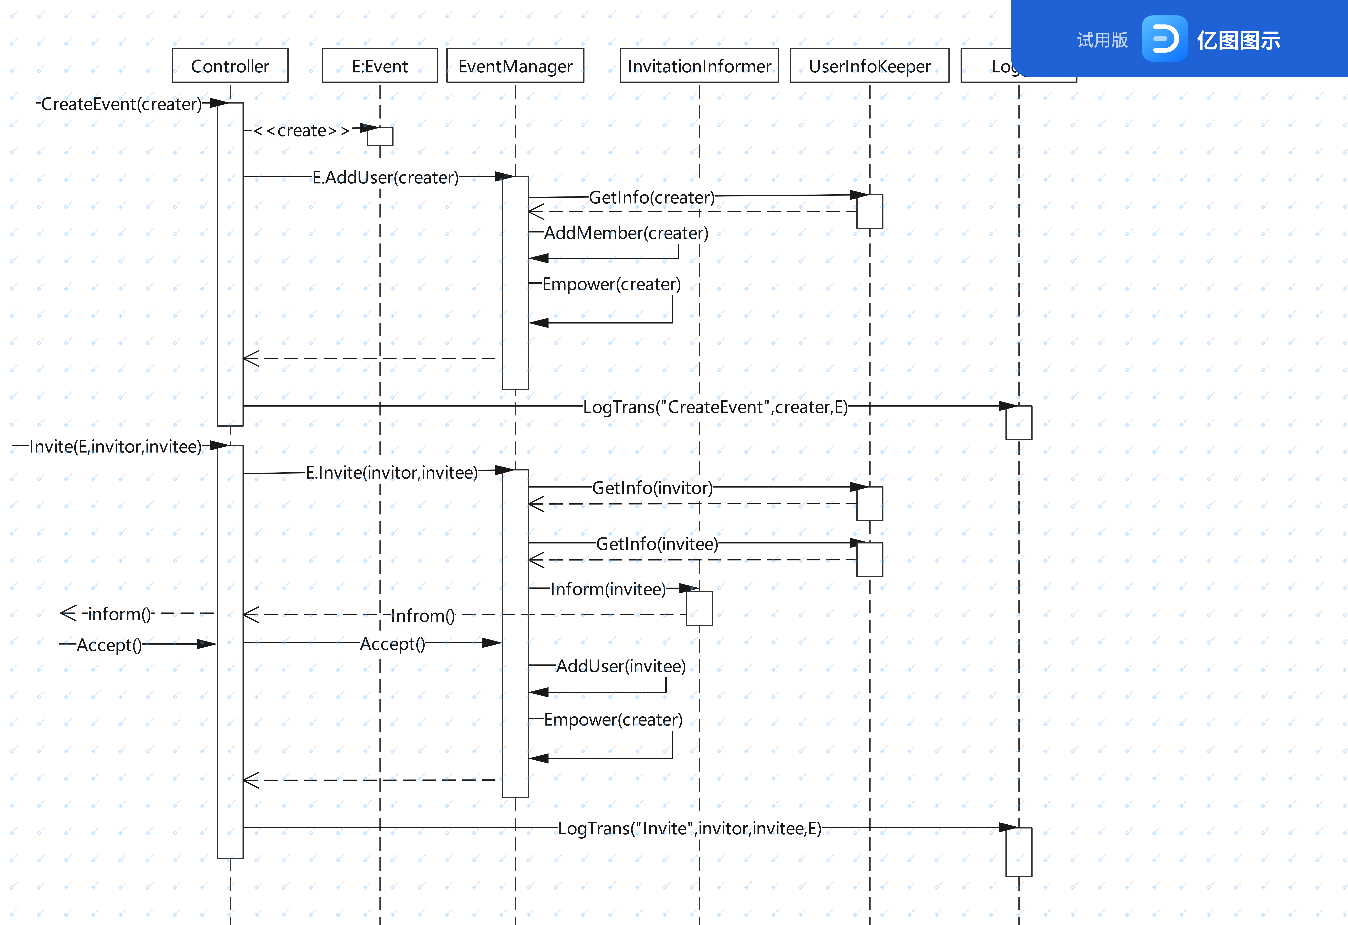 试用版 亿图图示
Controller
E:Event
EventManager
InvitationInformer
UserInfoKeeper
CreateEvent(creater)
<<create>>
E.AddUser(creater)
GetInfo(creater)
AddMember(creater)
Empower(creater)
LogTrans("CreateEvent",creater,E)
Invite(E,invitor,invitee)
E.Invite(invitor,invitee)
GetInfo(invitor)
GetInfo(invitee)
Inform(invitee)
inform()
Infrom()
Accept()
Accept()
AddUser(invitee)
Empower(creater)
LogTrans("Invite",invitor,invitee,E)